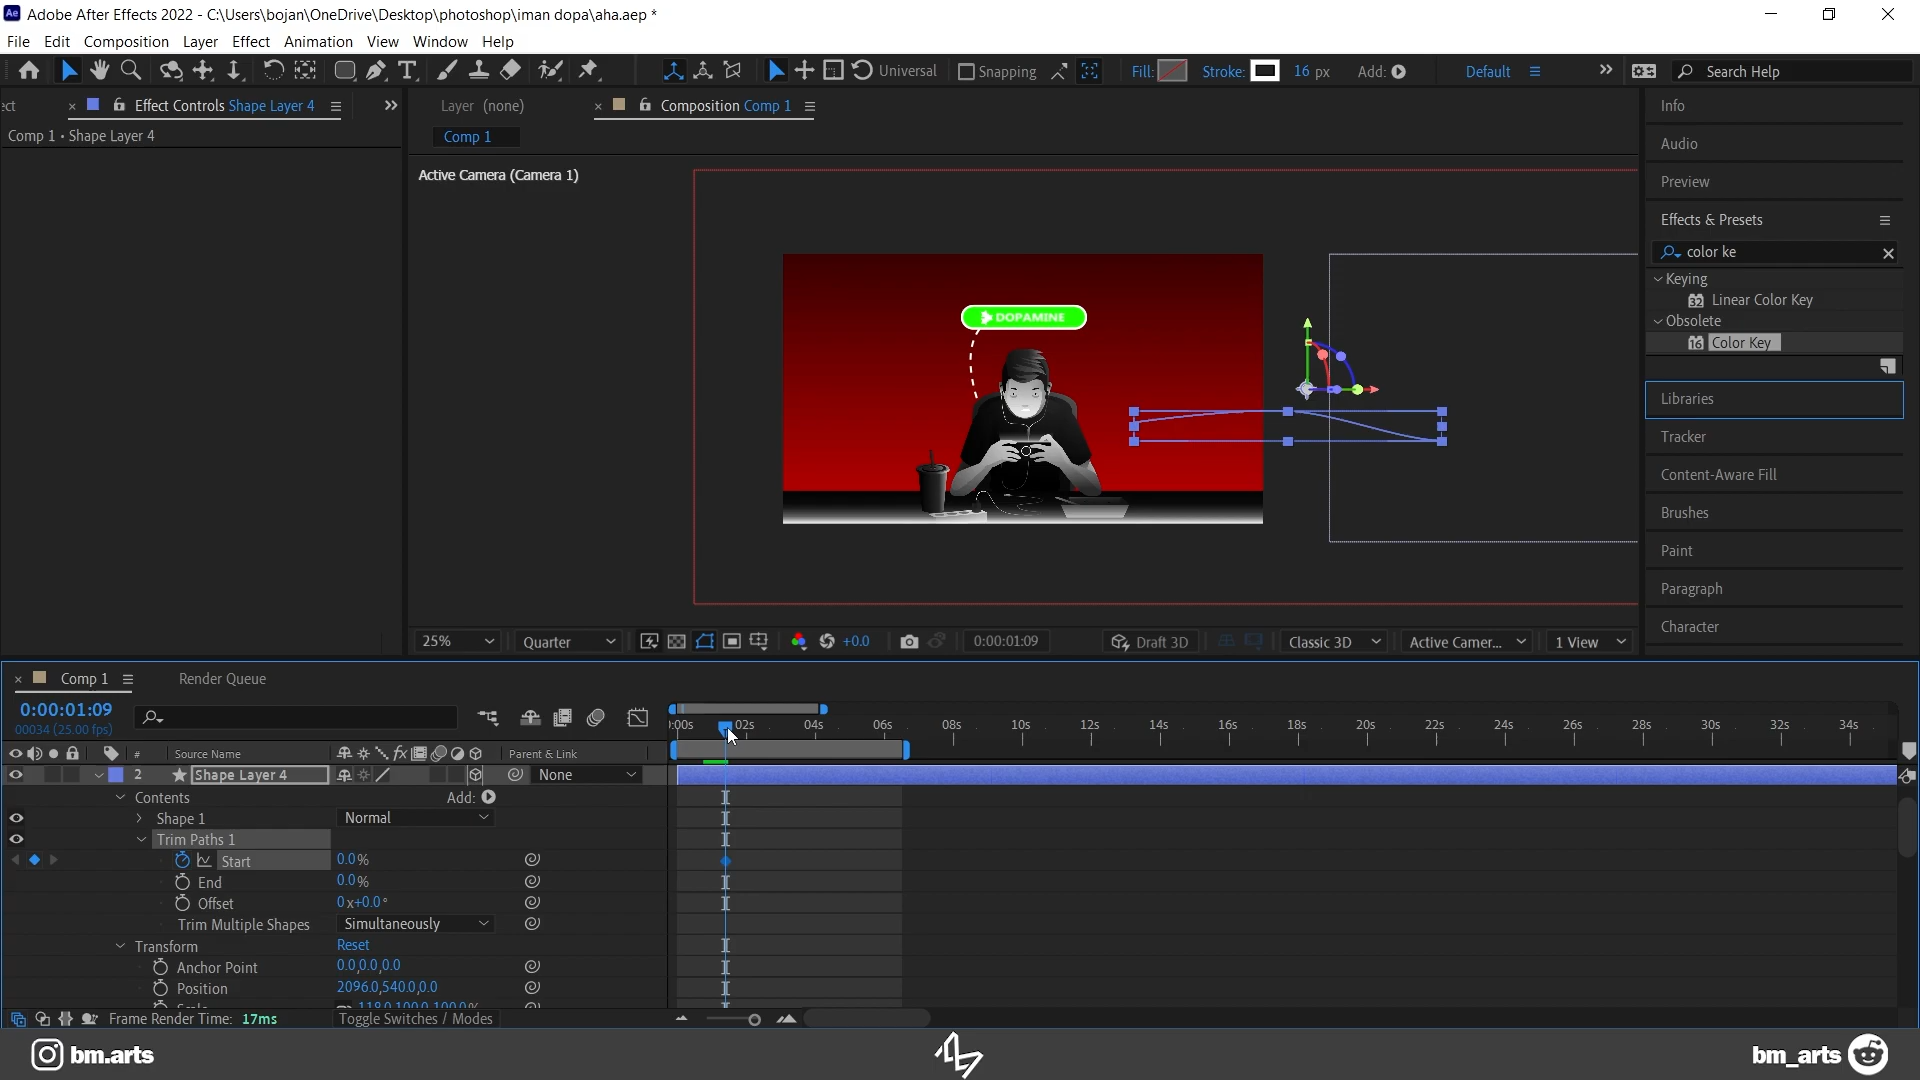 Adobe After Effects 2022 - C:\Users\bojan\OneDrive\Desktop\photoshop\iman dopa\aha.aep *
File Edit Composition Layer Effect Animation View Window Help
Universal Snapping Fill: Stroke: 16 px Add: Default Search Help
ect Effect Controls Shape Layer 4
Comp 1 • Shape Layer 4
Layer (none) Composition Comp 1
Comp 1
Active Camera (Camera 1)
DOPAMINE
25% Quarter +0.0 0:00:01:09 Draft 3D Classic 3D Active Camer... 1 View
Info
Audio
Preview
Effects & Presets
color ke
Keying
Linear Color Key
Obsolete
Color Key
Libraries
Tracker
Content-Aware Fill
Brushes
Paint
Paragraph
Character
Comp 1 Render Queue
0:00:01:09
00034 (25.00 fps)
:00s 02s 04s 06s 08s 10s 12s 14s 16s 18s 20s 22s 24s 26s 28s 30s 32s 34s
# Source Name Parent & Link
2 Shape Layer 4 None
Contents Add:
Shape 1 Normal
Trim Paths 1
Start 0.0%
End 0.0%
Offset 0x+0.0°
Trim Multiple Shapes Simultaneously
Transform Reset
Anchor Point 0.0,0.0,0.0
Position 2096.0,540.0,0.0
Scale 118.0,100.0,100.0%
Frame Render Time: 17ms Toggle Switches / Modes
bm.arts
bm_arts